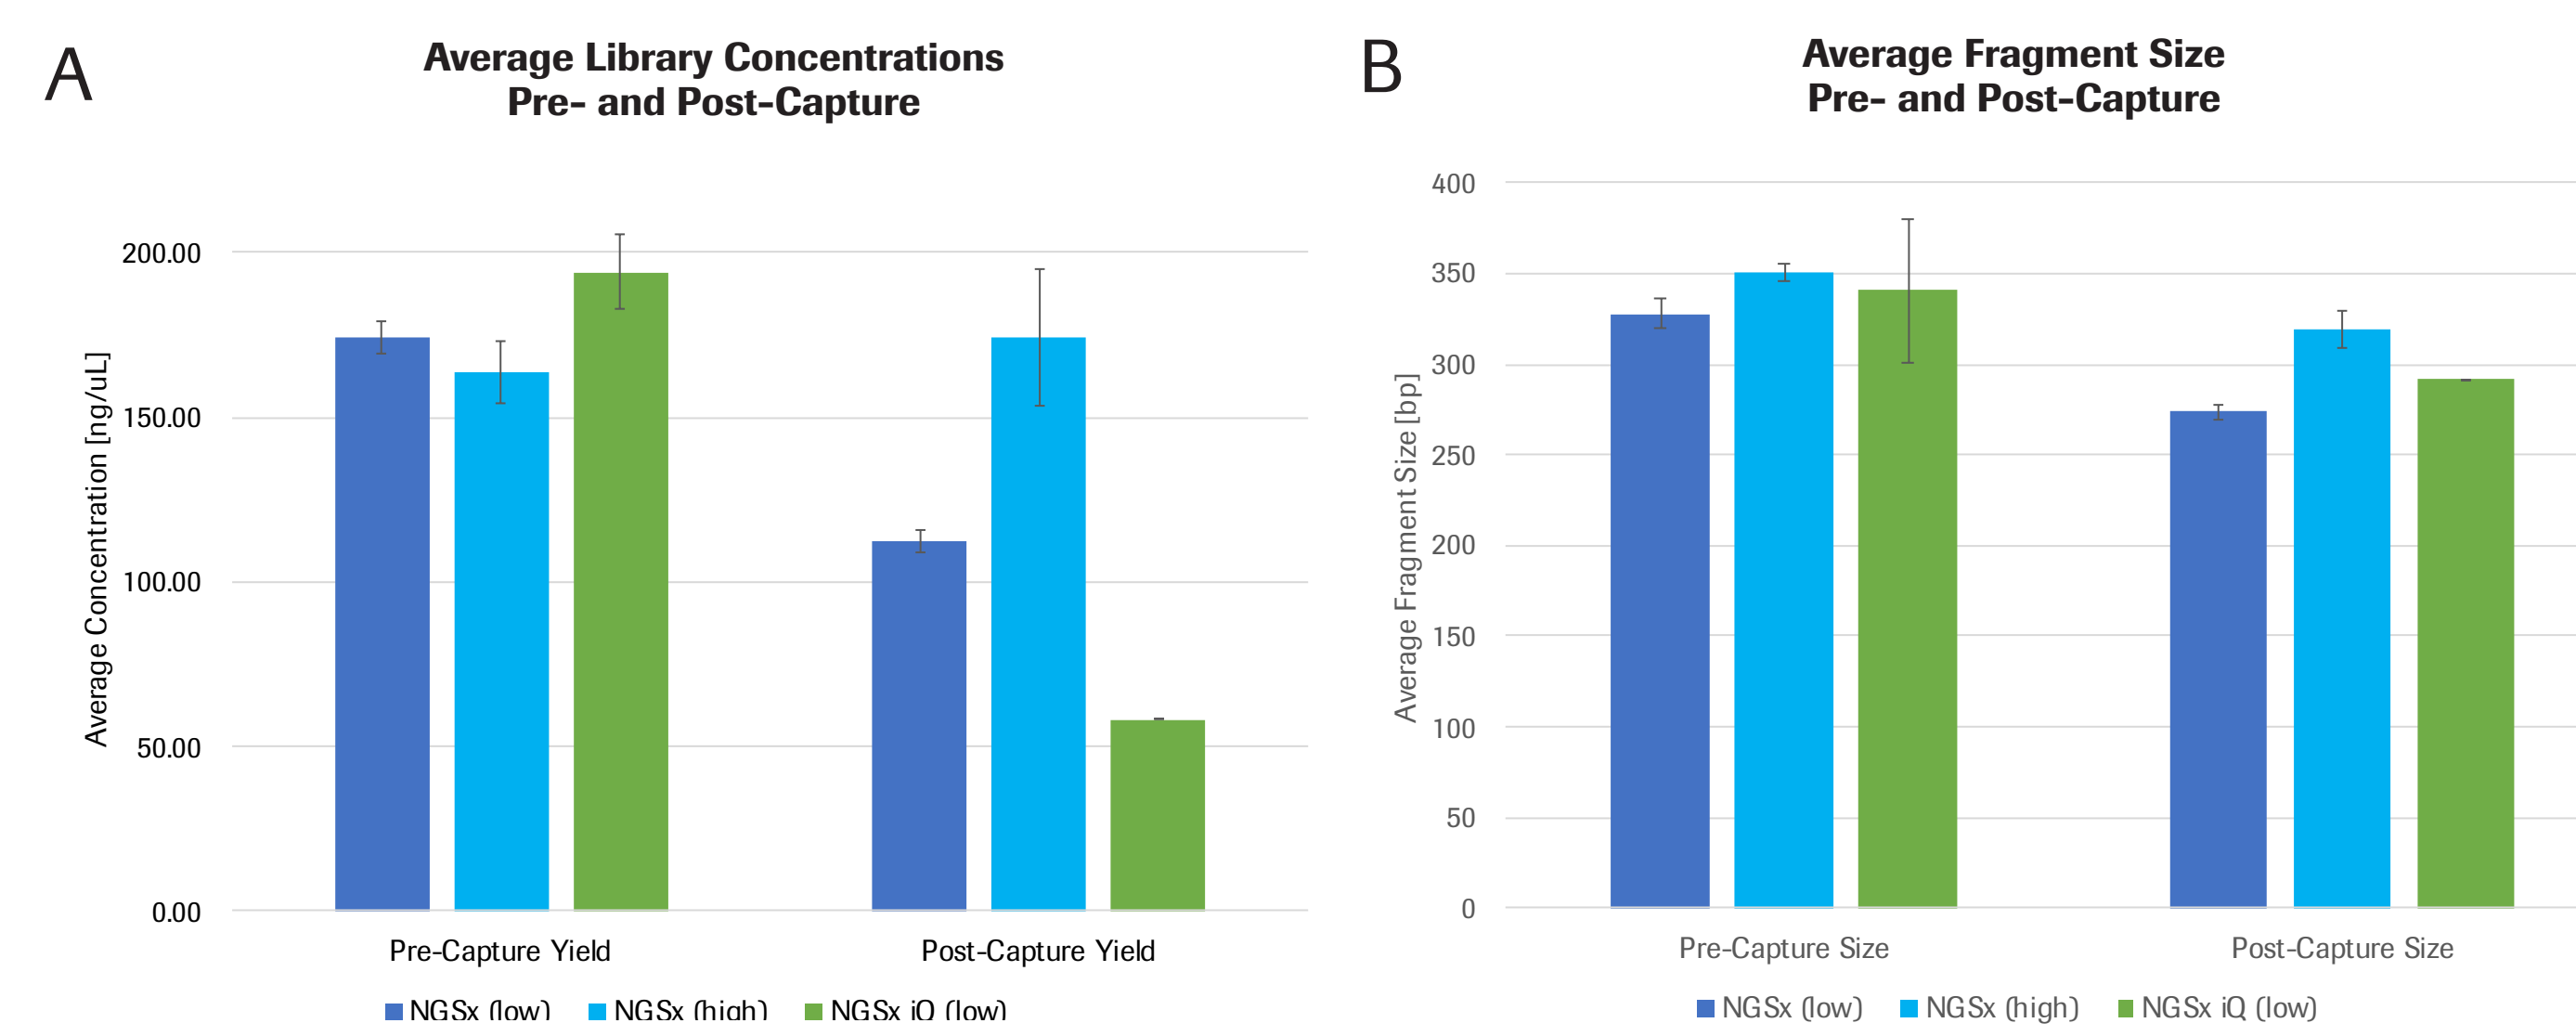 A
Average Library Concentrations
Pre- and Post-Capture
Average Concentration [ng/uL]
200.00
150.00
100.00
50.00
0.00
Pre-Capture Yield
Post-Capture Yield
NGSx (low)
NGSx (high)
NGSx iQ (low)
B
Average Fragment Size
Pre- and Post-Capture
Average Fragment Size [bp]
400
350
300
250
200
150
100
50
0
Pre-Capture Size
Post-Capture Size
NGSx (low)
NGSx (high)
NGSx iQ (low)